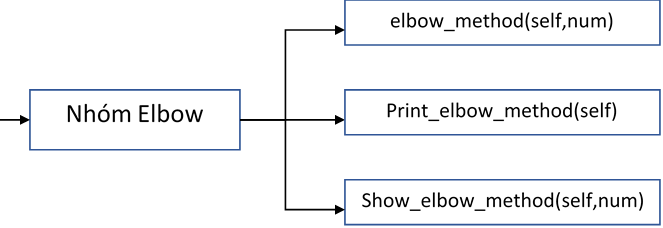 elbow_method(self,num)
Nhóm Elbow
Print_elbow_method(self)
Show_elbow_method(self,num)